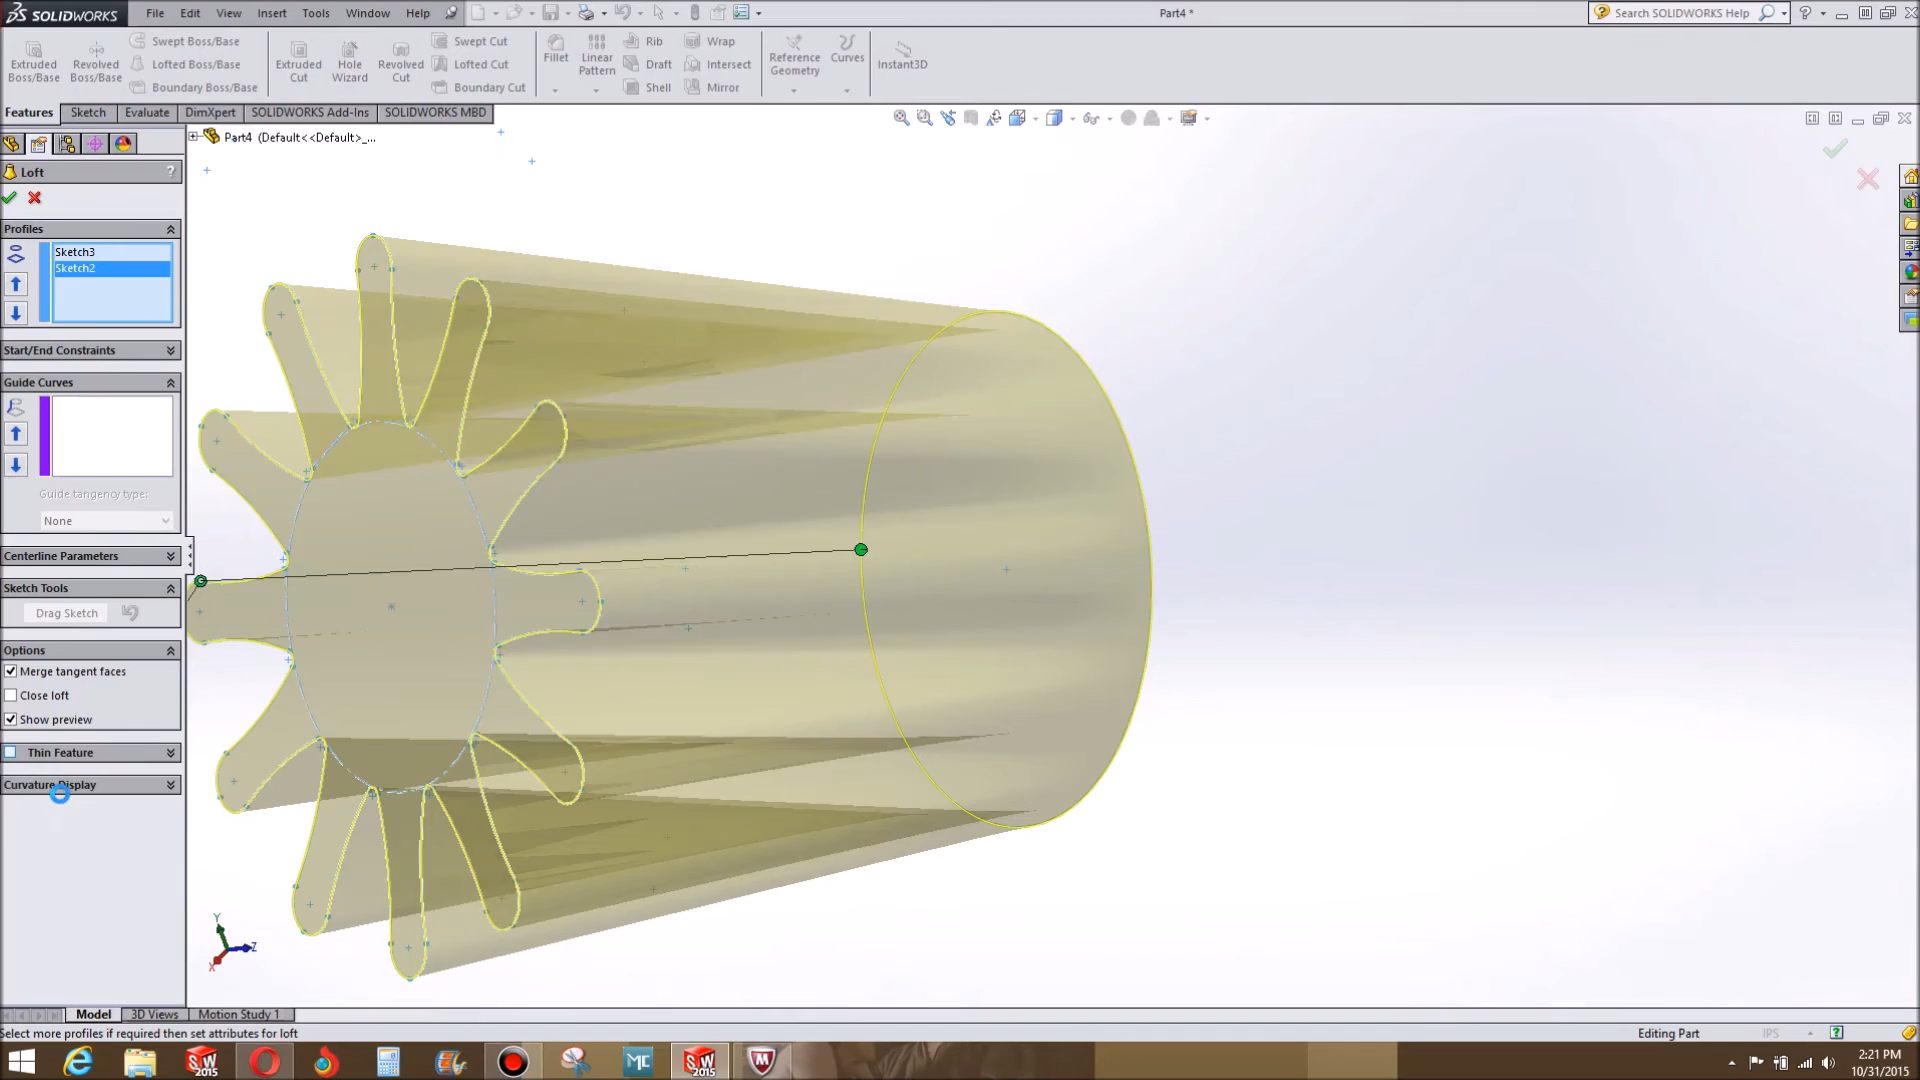 SOLIDWORKS File Edit View Insert Tools Window Help Part4 * Search SOLIDWORKS Help
Extruded Boss/Base
Revolved Boss/Base
Swept Boss/Base
Lofted Boss/Base
Boundary Boss/Base
Extruded Cut
Hole Wizard
Revolved Cut
Swept Cut
Lofted Cut
Boundary Cut
Fillet
Linear Pattern
Rib
Draft
Shell
Wrap
Intersect
Mirror
Reference Geometry
Curves
Instant3D
Features Sketch Evaluate DimXpert SOLIDWORKS Add-Ins SOLIDWORKS MBD
Part4 (Default<<Default>_...
Loft ?
Profiles
Sketch3
Sketch2
Start/End Constraints
Guide Curves
Guide tangency type:
None
Centerline Parameters
Sketch Tools
Drag Sketch
Options
Merge tangent faces
Close loft
Show preview
Thin Feature
Curvature Display
Y
Z
X
Model 3D Views Motion Study 1
Select more profiles if required then set attributes for loft Editing Part IPS
SW 2015
MC
SW 2015
2:21 PM
10/31/2015